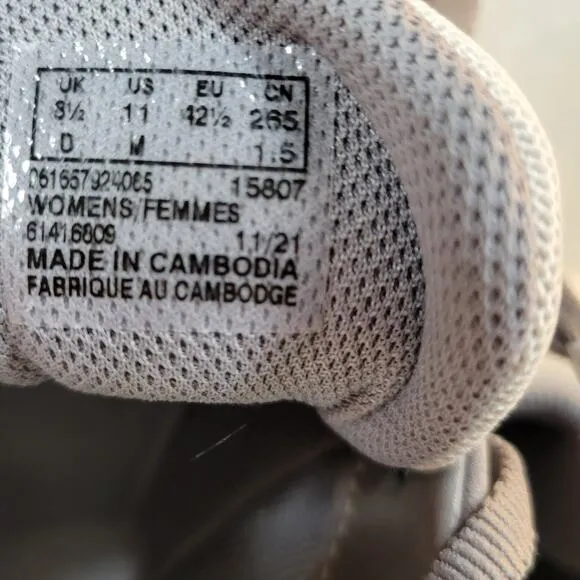 UK US EU CN
8½ 11 42½ 265
D M 1.5
061657924065 15807
WOMENS/FEMMES
61416809 11/21
MADE IN CAMBODIA
FABRIQUE AU CAMBODGE